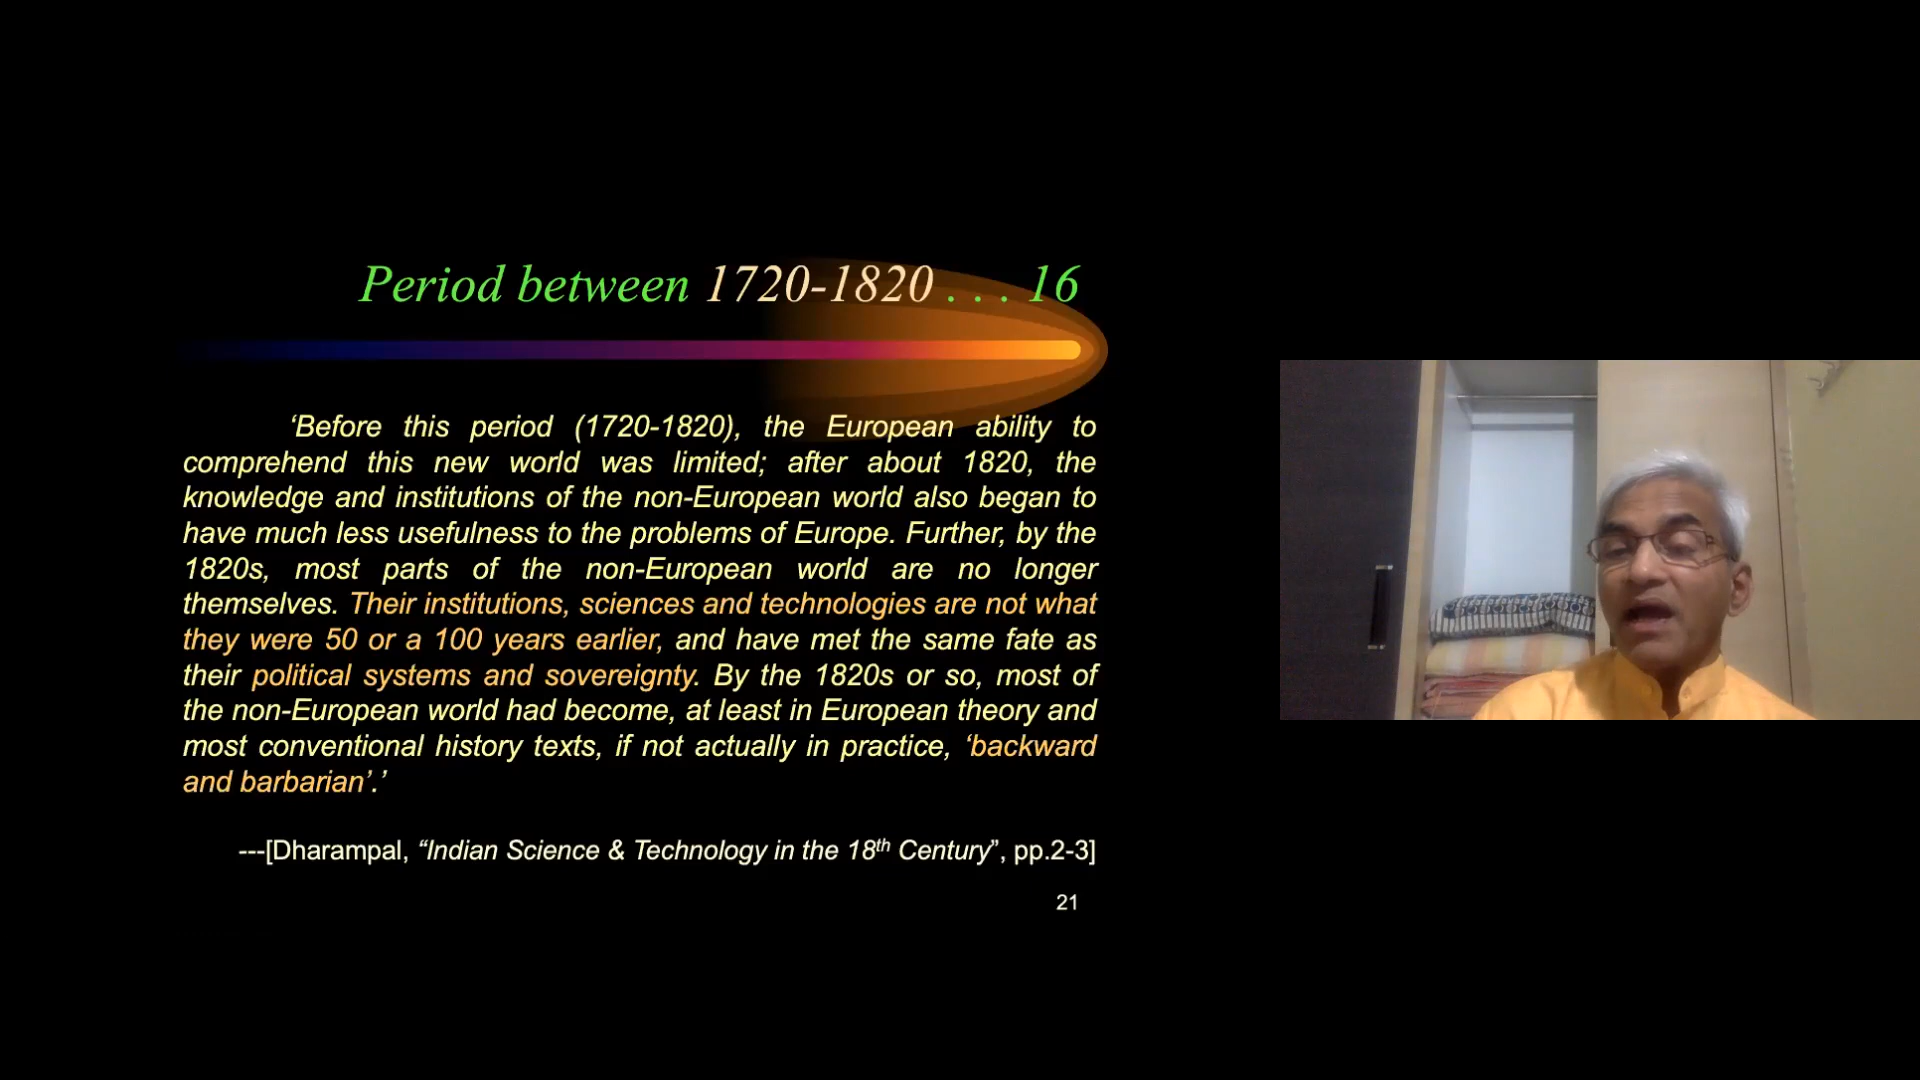 Period between 1720-1820 . . . 16
‘Before this period (1720-1820), the European ability to
comprehend this new world was limited; after about 1820, the
knowledge and institutions of the non-European world also began to
have much less usefulness to the problems of Europe. Further, by the
1820s, most parts of the non-European world are no longer
themselves. Their institutions, sciences and technologies are not what
they were 50 or a 100 years earlier, and have met the same fate as
their political systems and sovereignty. By the 1820s or so, most of
the non-European world had become, at least in European theory and
most conventional history texts, if not actually in practice, ‘backward
and barbarian’.’
---[Dharampal, “Indian Science & Technology in the 18th Century”, pp.2-3]
21